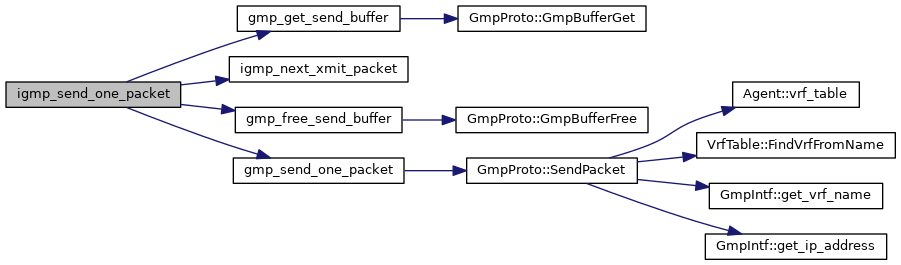 igmp_send_one_packet
gmp_get_send_buffer
GmpProto::GmpBufferGet
igmp_next_xmit_packet
gmp_free_send_buffer
GmpProto::GmpBufferFree
gmp_send_one_packet
GmpProto::SendPacket
Agent::vrf_table
VrfTable::FindVrfFromName
GmpIntf::get_vrf_name
GmpIntf::get_ip_address